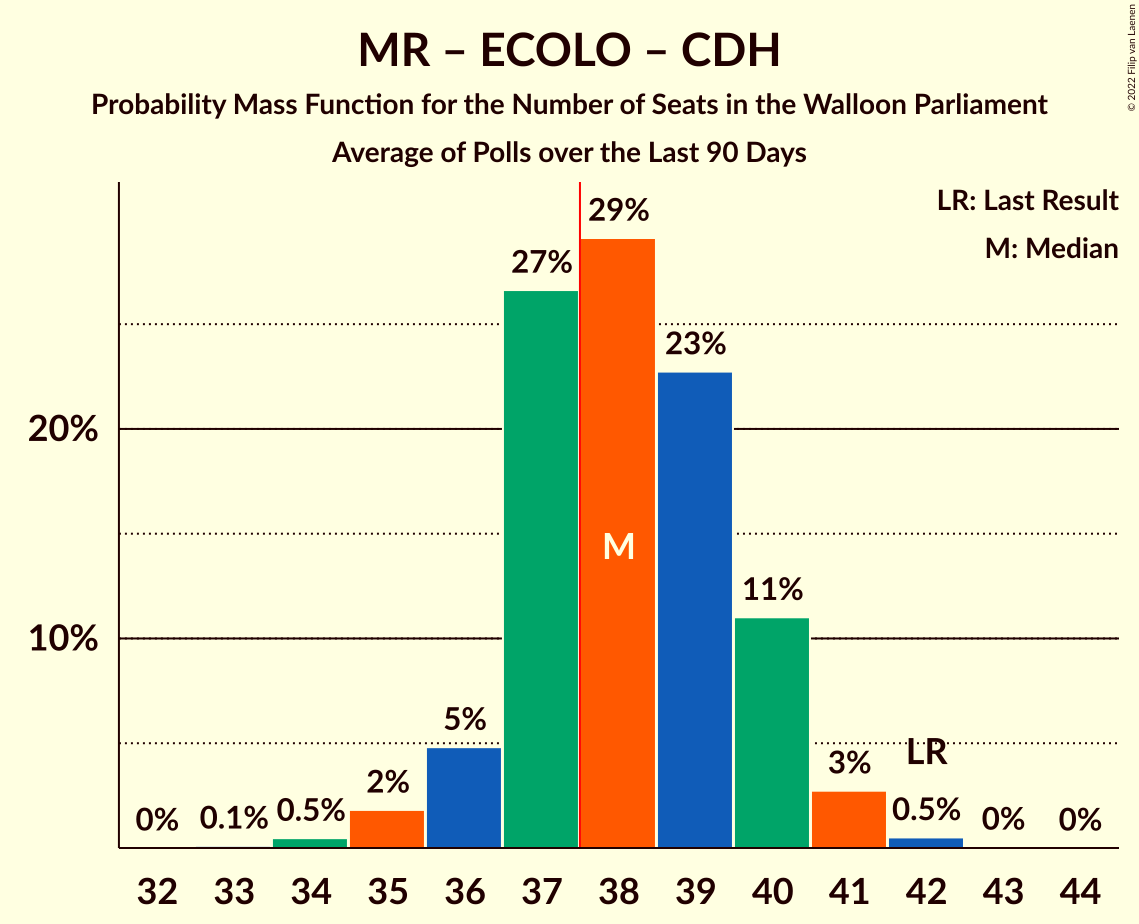 MR – ECOLO – CDH
Probability Mass Function for the Number of Seats in the Walloon Parliament
Average of Polls over the Last 90 Days
© 2022 Filip van Laenen
LR: Last Result
M: Median
20%
10%
0%
0.1%
0.5%
2%
5%
27%
29%
23%
11%
3%
0.5%
0%
0%
M
LR
32 33 34 35 36 37 38 39 40 41 42 43 44